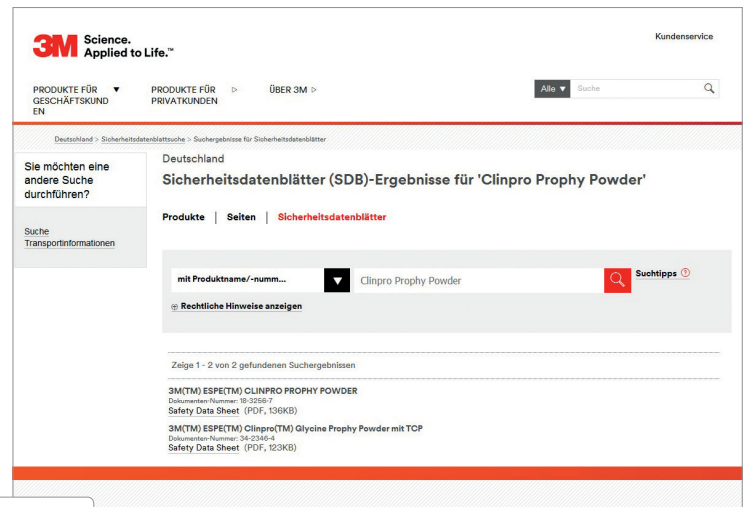 3M Science.
Applied to Life.™
Kundenservice
PRODUKTE FÜR ▼
GESCHÄFTSKUND
EN
PRODUKTE FÜR ▷
PRIVATKUNDEN
ÜBER 3M ▷
Alle ▼ Suche
Deutschland > Sicherheitsdatenblattsuche > Suchergebnisse für Sicherheitsdatenblätter
Sie möchten eine
andere Suche
durchführen?
Suche
Transportinformationen
Deutschland
Sicherheitsdatenblätter (SDB)-Ergebnisse für 'Clinpro Prophy Powder'
Produkte | Seiten | Sicherheitsdatenblätter
mit Produktname/-numm... ▼ Clinpro Prophy Powder Suchtipps ?
⊕ Rechtliche Hinweise anzeigen
Zeige 1 - 2 von 2 gefundenen Suchergebnissen
3M(TM) ESPE(TM) CLINPRO PROPHY POWDER
Dokumenten-Nummer: 18-3256-7
Safety Data Sheet (PDF, 136KB)
3M(TM) ESPE(TM) Clinpro(TM) Glycine Prophy Powder mit TCP
Dokumenten-Nummer: 34-2346-4
Safety Data Sheet (PDF, 123KB)